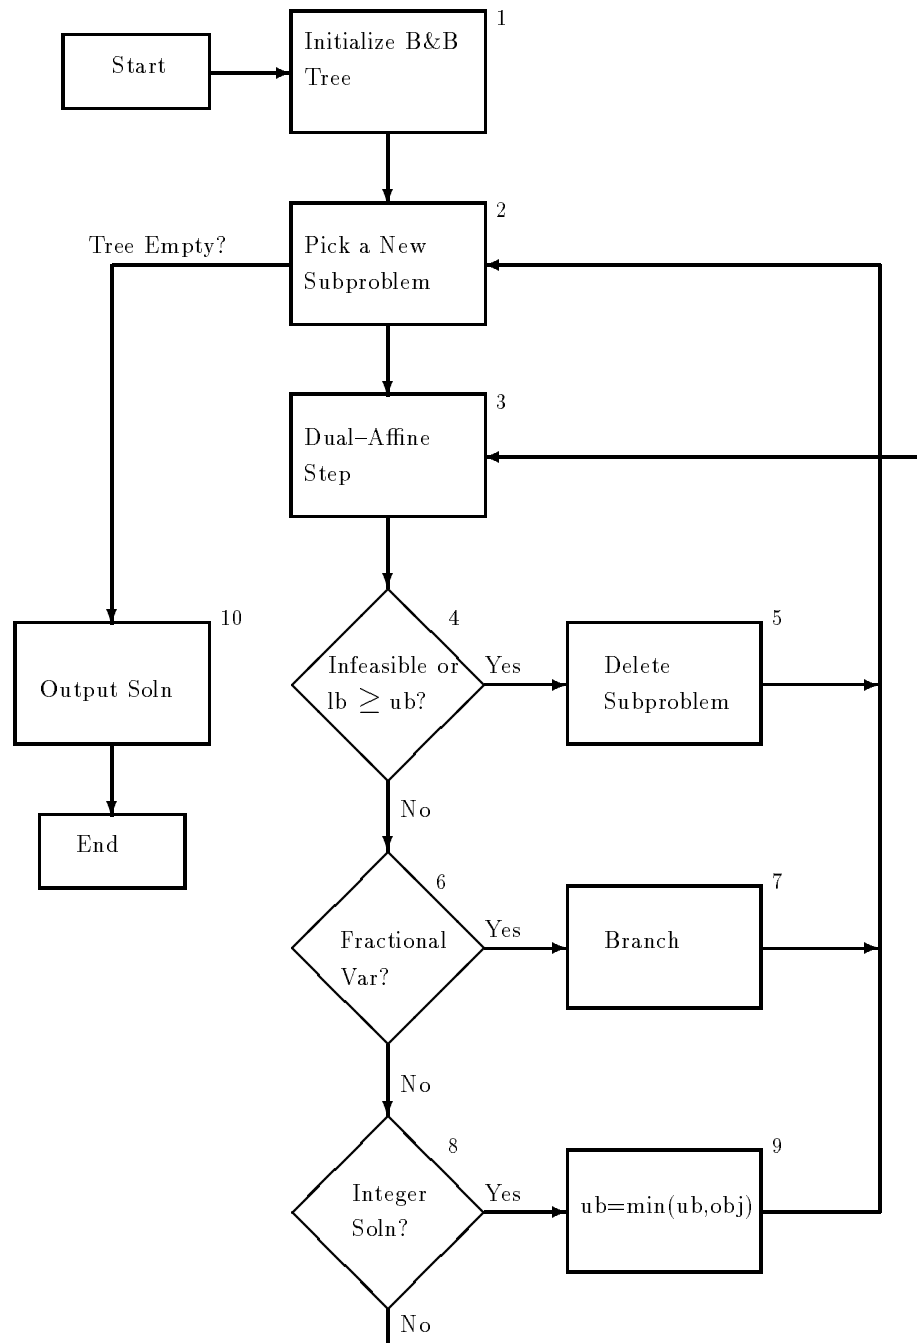 1
Initialize B&B
Tree
Start
2
Tree Empty?
Pick a New
Subproblem
3
Dual–Affine
Step
10
4
5
Infeasible or
lb ≥ ub?
Yes
Delete
Subproblem
Output Soln
No
End
6
7
Fractional
Var?
Yes
Branch
No
8
9
Integer
Soln?
Yes
ub=min(ub,obj)
No